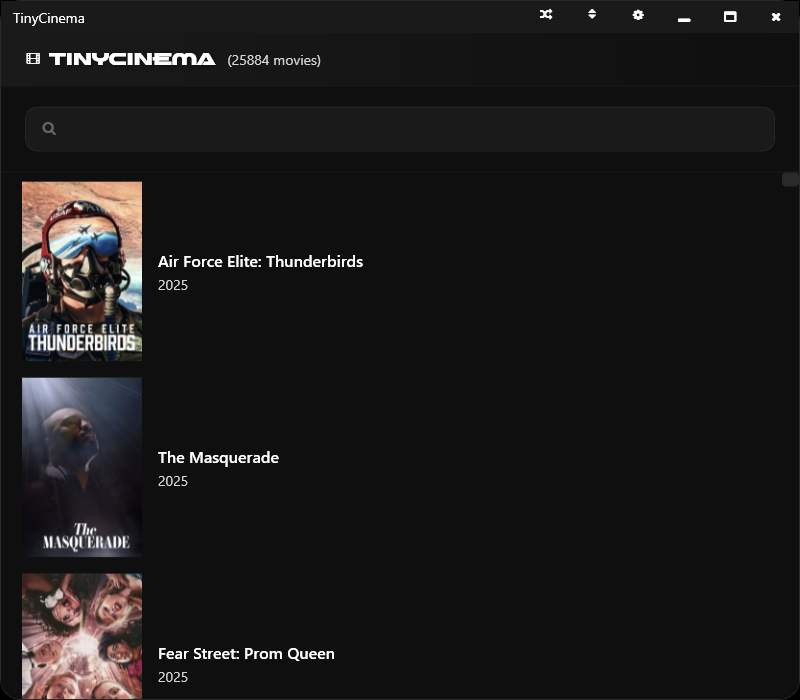 TinyCinema
TINYCINEMA (25884 movies)
AIR FORCE ELITE
THUNDERBIRDS
Air Force Elite: Thunderbirds
2025
The
MASQUERADE
The Masquerade
2025
Fear Street: Prom Queen
2025